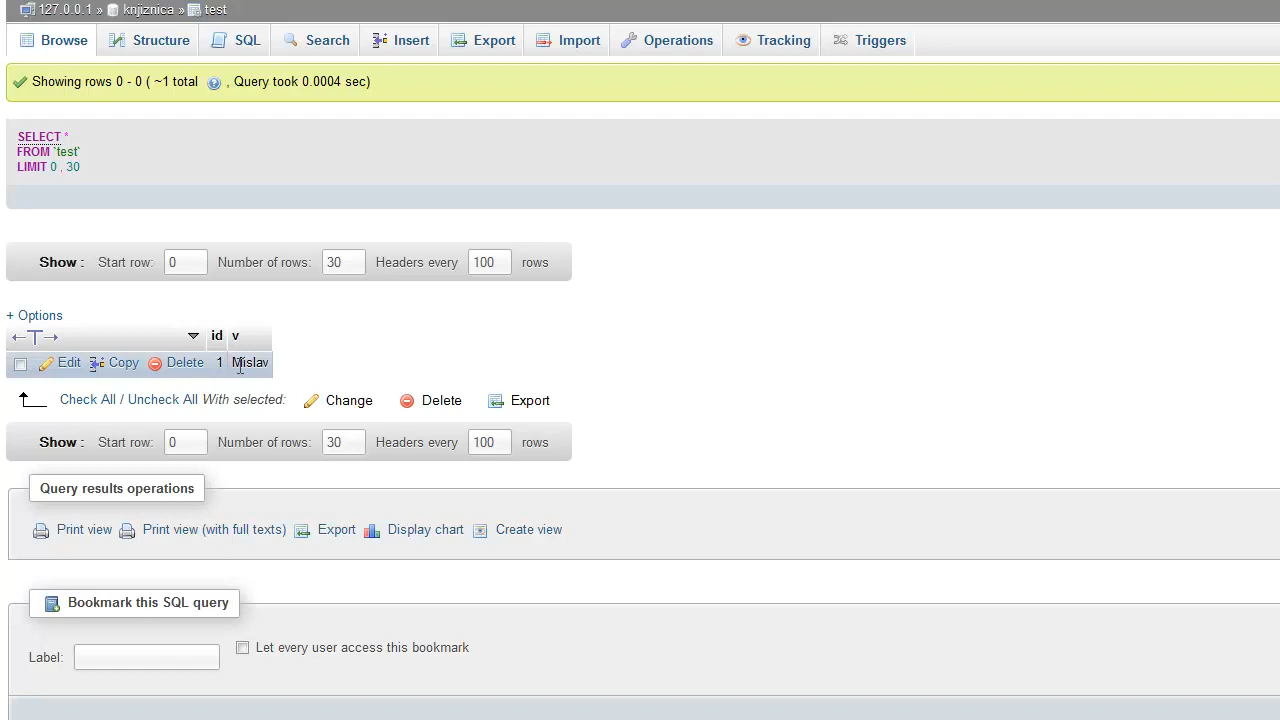 127.0.0.1 » knjiznica » test
Browse Structure SQL Search Insert Export Import Operations Tracking Triggers
Showing rows 0 - 0 ( ~1 total , Query took 0.0004 sec)
SELECT *
FROM `test`
LIMIT 0 , 30
Show : Start row: 0 Number of rows: 30 Headers every 100 rows
+ Options
←T→ id v
Edit Copy Delete 1 Mislav
Check All / Uncheck All With selected: Change Delete Export
Show : Start row: 0 Number of rows: 30 Headers every 100 rows
Query results operations
Print view Print view (with full texts) Export Display chart Create view
Bookmark this SQL query
Label: Let every user access this bookmark